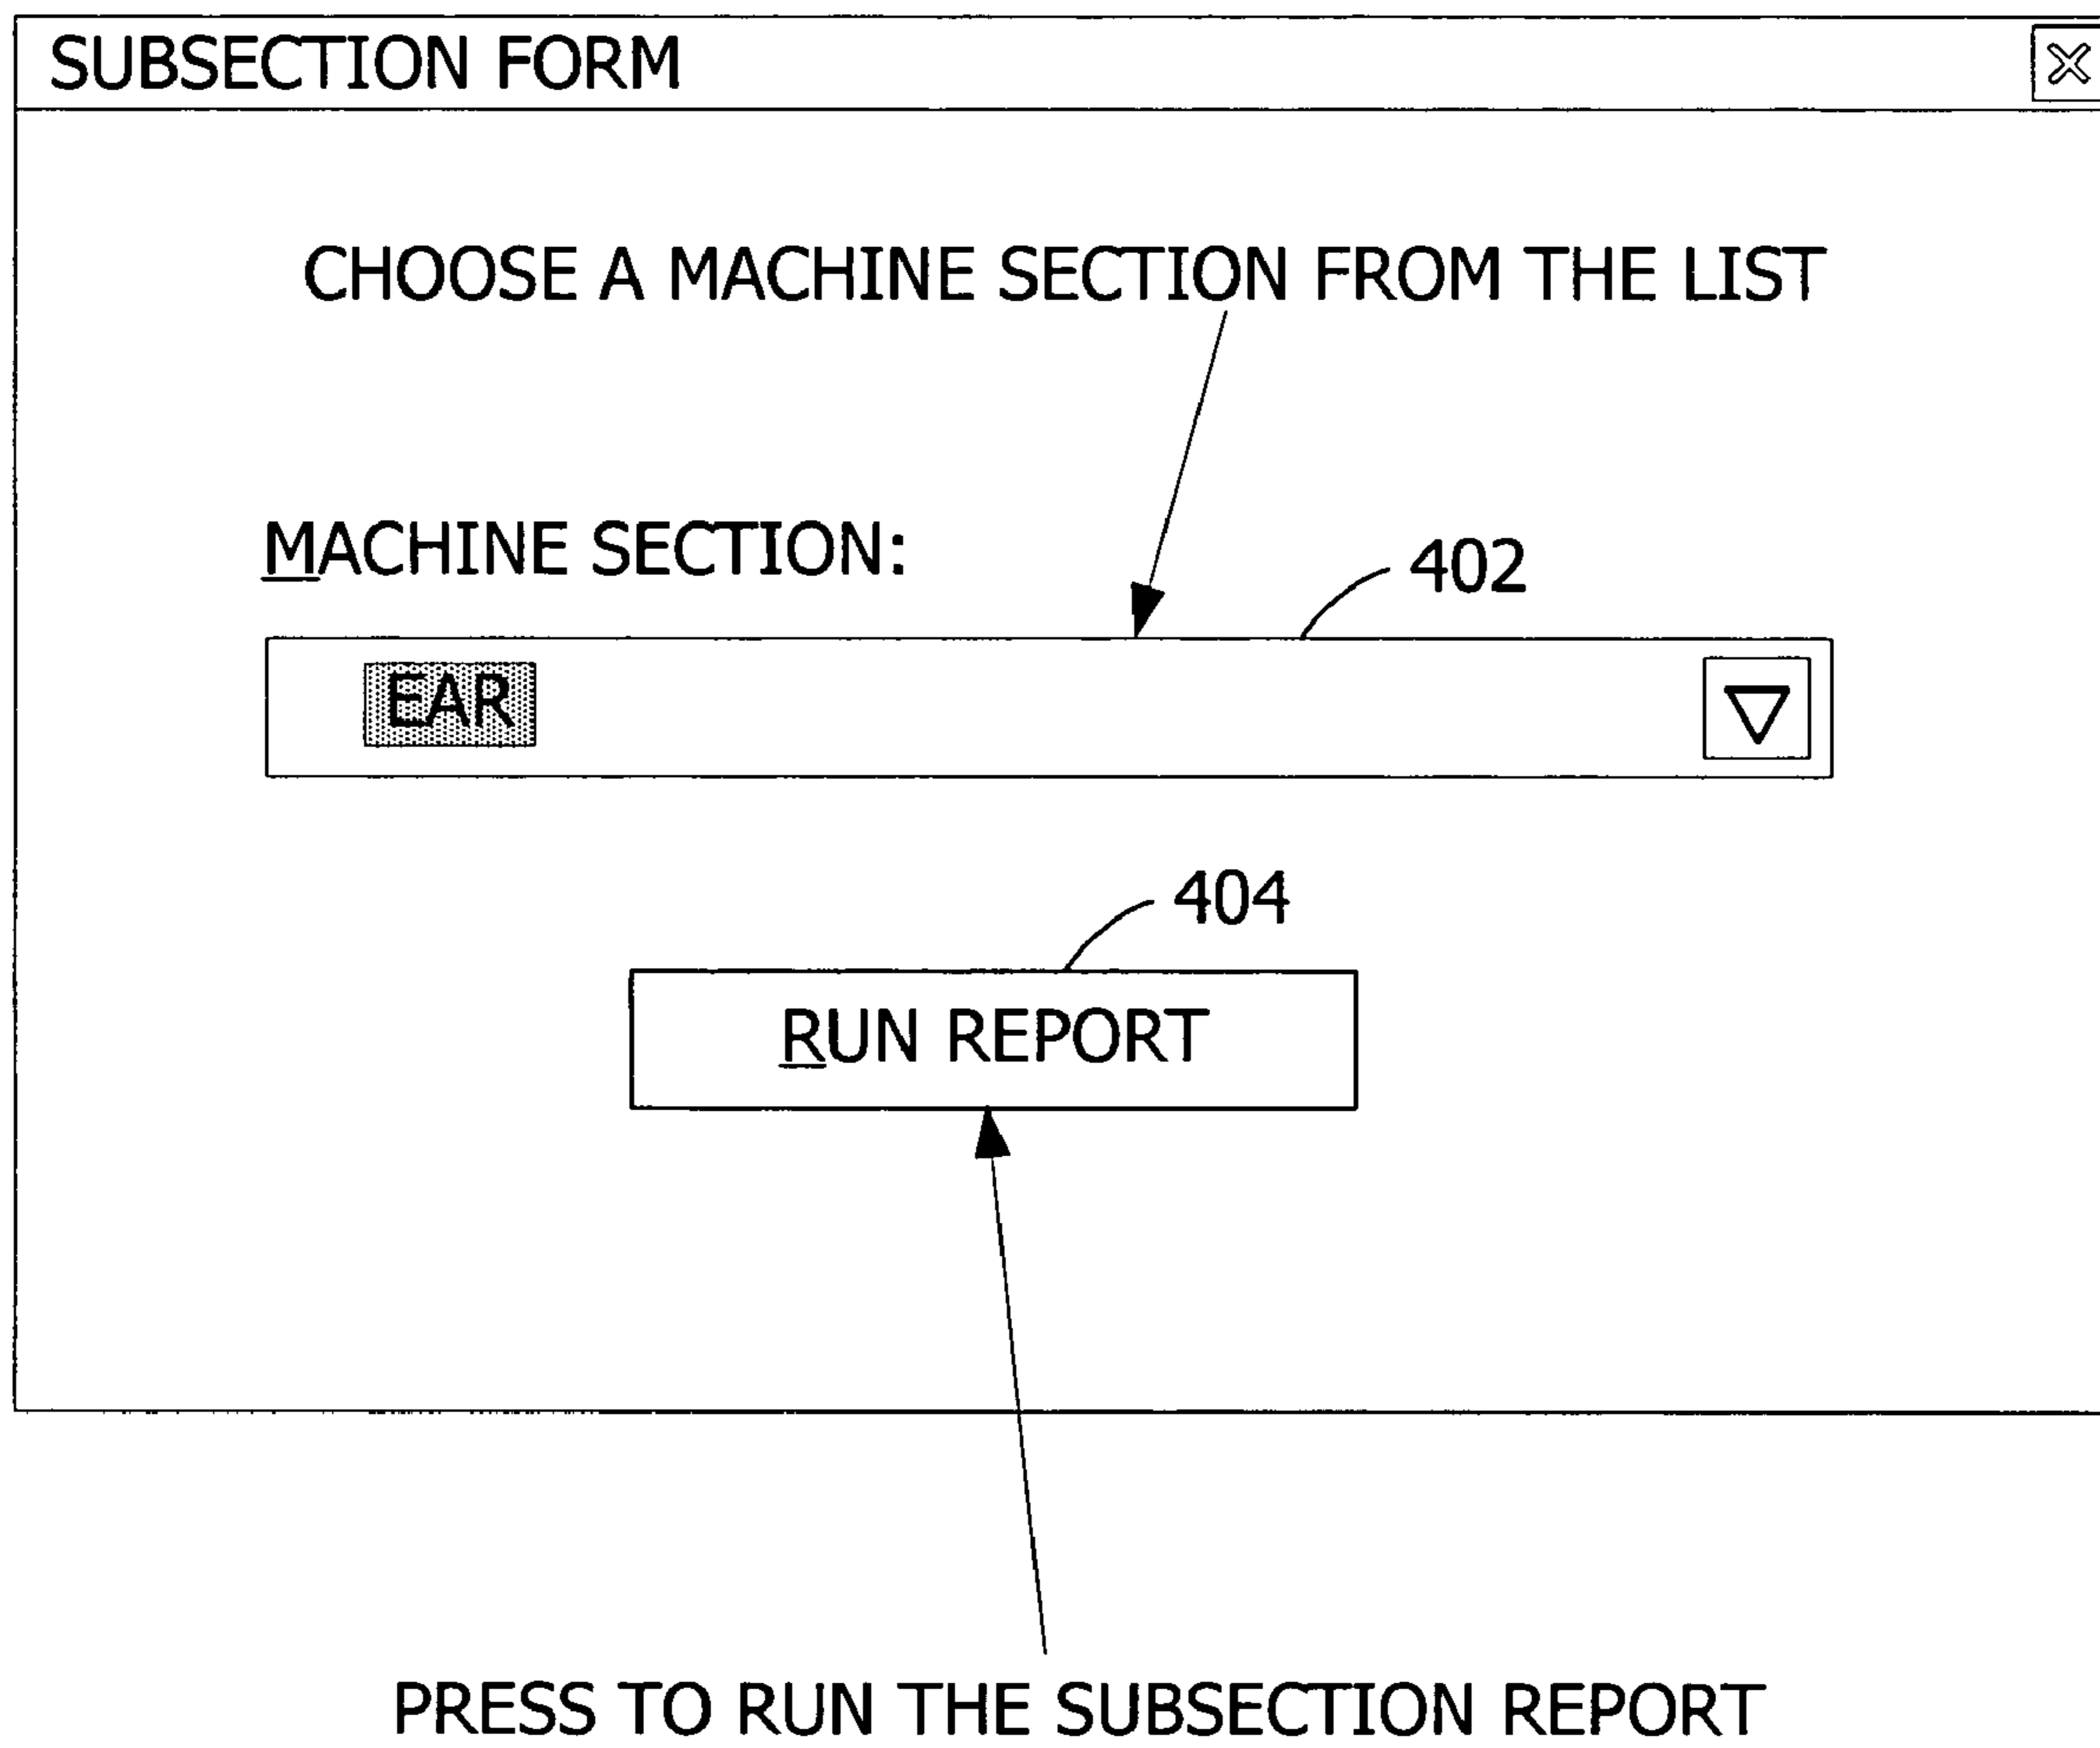 SUBSECTION FORM
CHOOSE A MACHINE SECTION FROM THE LIST
MACHINE SECTION:
402
EAR
404
RUN REPORT
PRESS TO RUN THE SUBSECTION REPORT